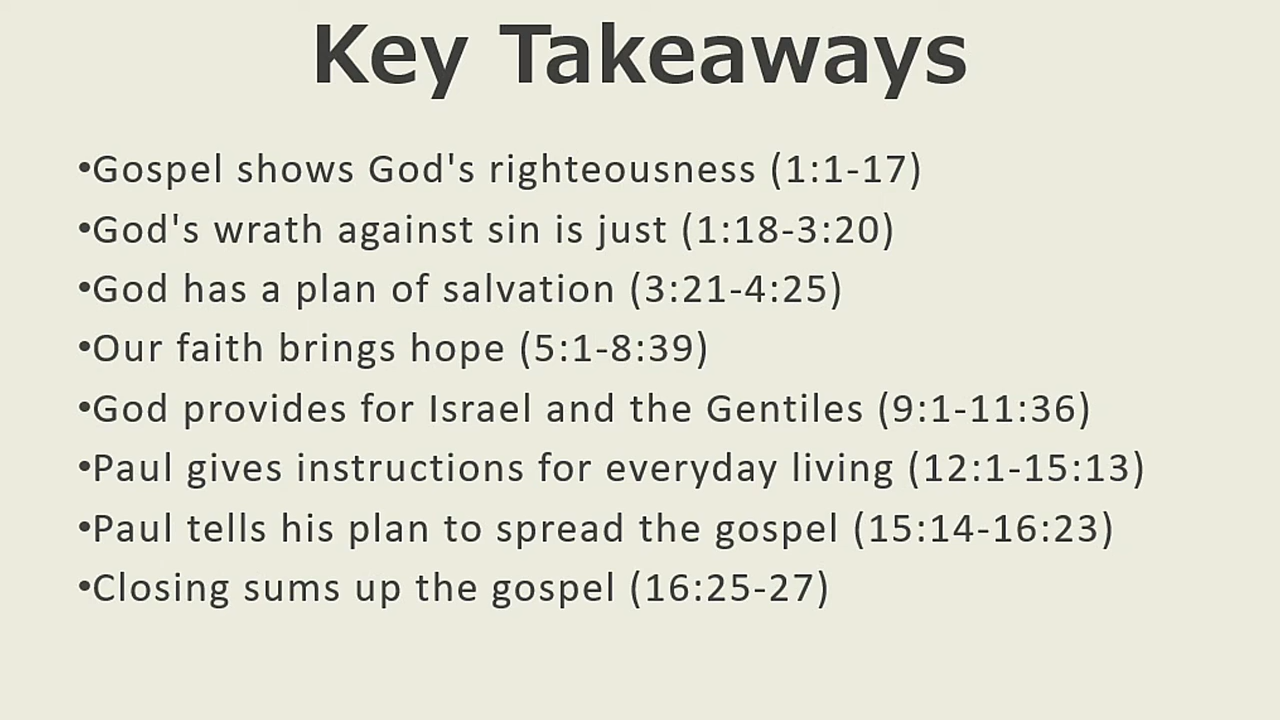 Key Takeaways
•Gospel shows God's righteousness (1:1-17)
•God's wrath against sin is just (1:18-3:20)
•God has a plan of salvation (3:21-4:25)
•Our faith brings hope (5:1-8:39)
•God provides for Israel and the Gentiles (9:1-11:36)
•Paul gives instructions for everyday living (12:1-15:13)
•Paul tells his plan to spread the gospel (15:14-16:23)
•Closing sums up the gospel (16:25-27)